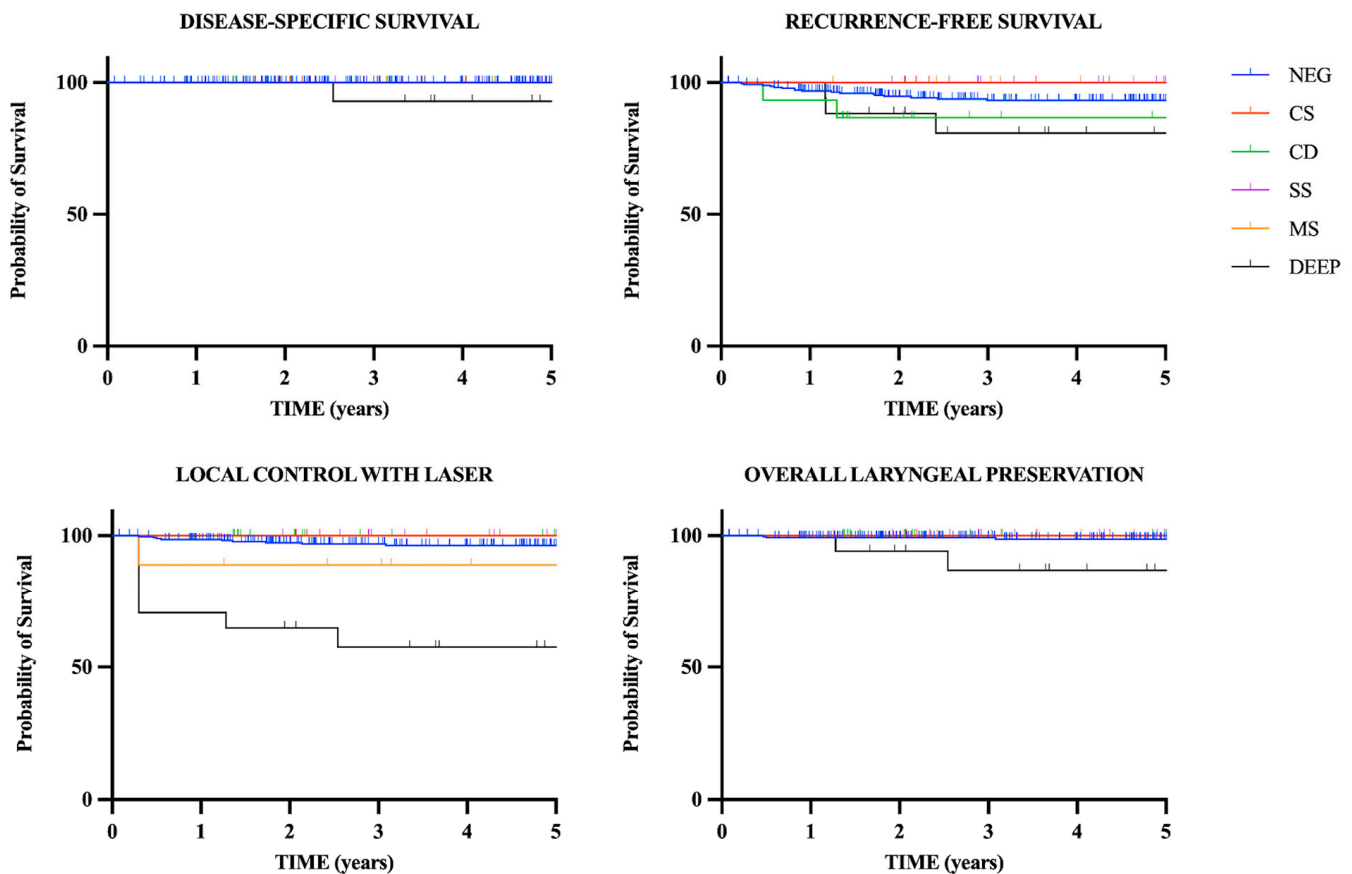 DISEASE-SPECIFIC SURVIVAL
Probability of Survival
100
50
0
0 1 2 3 4 5
TIME (years)
RECURRENCE-FREE SURVIVAL
Probability of Survival
100
50
0
0 1 2 3 4 5
TIME (years)
NEG
CS
CD
SS
MS
DEEP
LOCAL CONTROL WITH LASER
Probability of Survival
100
50
0
0 1 2 3 4 5
TIME (years)
OVERALL LARYNGEAL PRESERVATION
Probability of Survival
100
50
0
0 1 2 3 4 5
TIME (years)